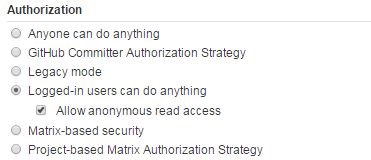 Authorization
Anyone can do anything
GitHub Committer Authorization Strategy
Legacy mode
Logged-in users can do anything
Allow anonymous read access
Matrix-based security
Project-based Matrix Authorization Strategy